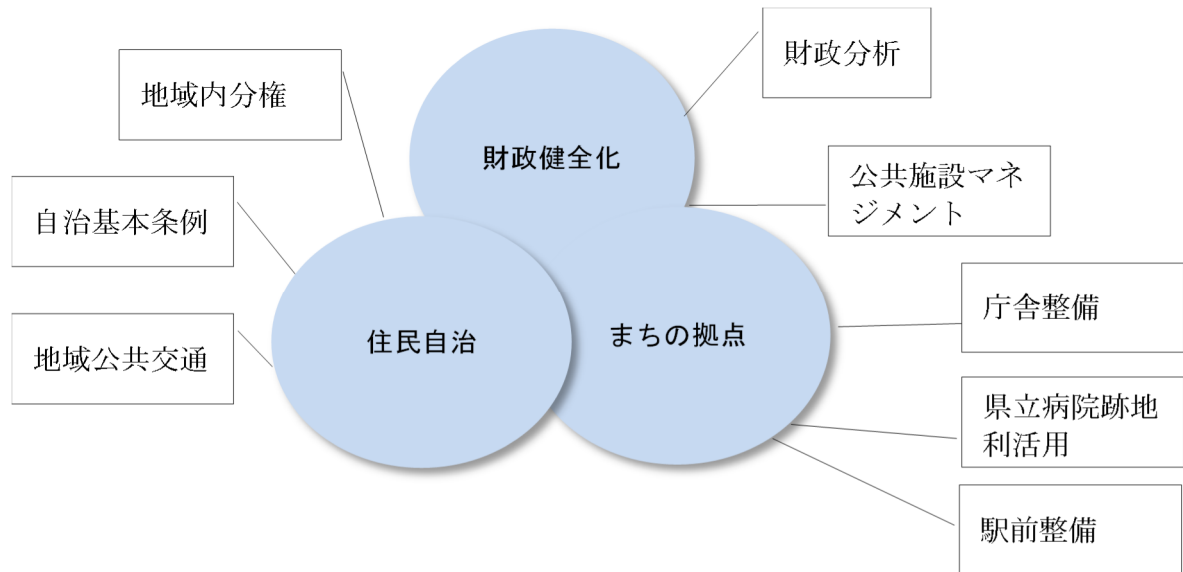 財政分析
地域内分権
財政健全化
公共施設マネ
ジメント
自治基本条例
庁舎整備
まちの拠点
住民自治
地域公共交通
県立病院跡地
利活用
駅前整備